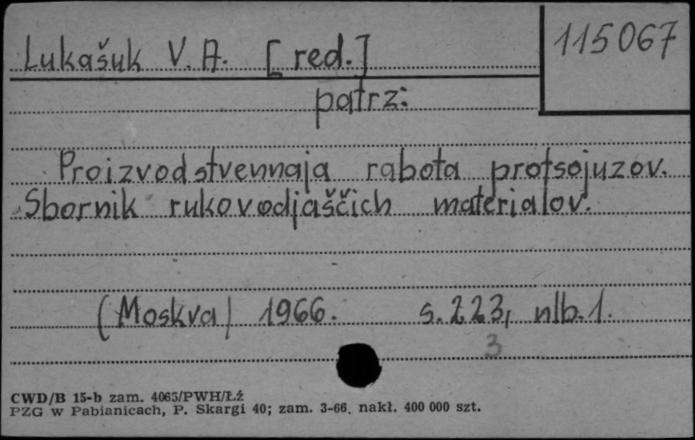 Lukašuk V. A. [red.]
115067
patrz:
Proizvodstvennaja rabota profsojuzov.
Sbornik rukovodjaščich materialov.
(Moskva) 1966. s. 223, nlb. 1.
3
CWD/B 15-b zam. 4065/PWH/Łź
PZG w Pabianicach, P. Skargi 40; zam. 3-66. nakł. 400 000 szt.